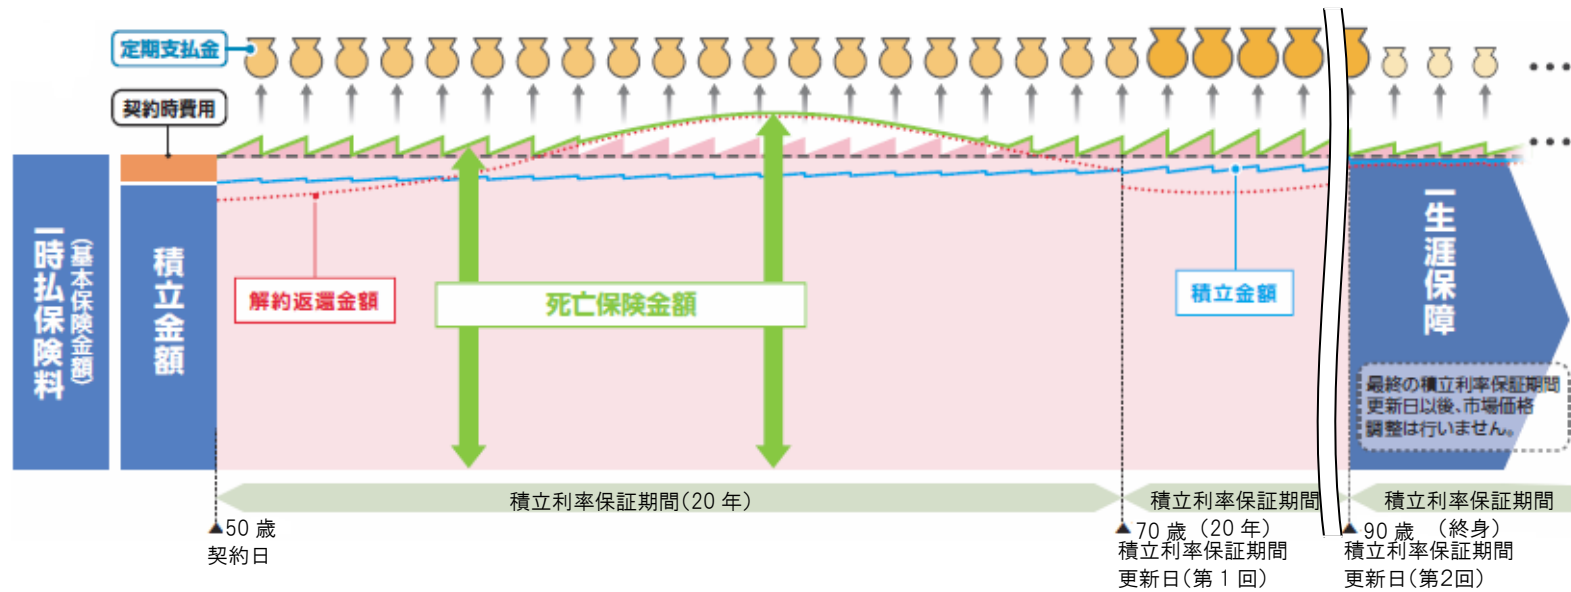 定期支払金
契約時費用
一時払保険料
(基本保険金額)
積立金額
解約返還金額
死亡保険金額
積立金額
一生涯保障
最終の積立利率保証期間
更新日以後、市場価格
調整は行いません。
積立利率保証期間(20年)
積立利率保証期間
(20年)
積立利率保証期間
(終身)
▲50歳
契約日
▲70歳
積立利率保証期間
更新日(第1回)
▲90歳
積立利率保証期間
更新日(第2回)